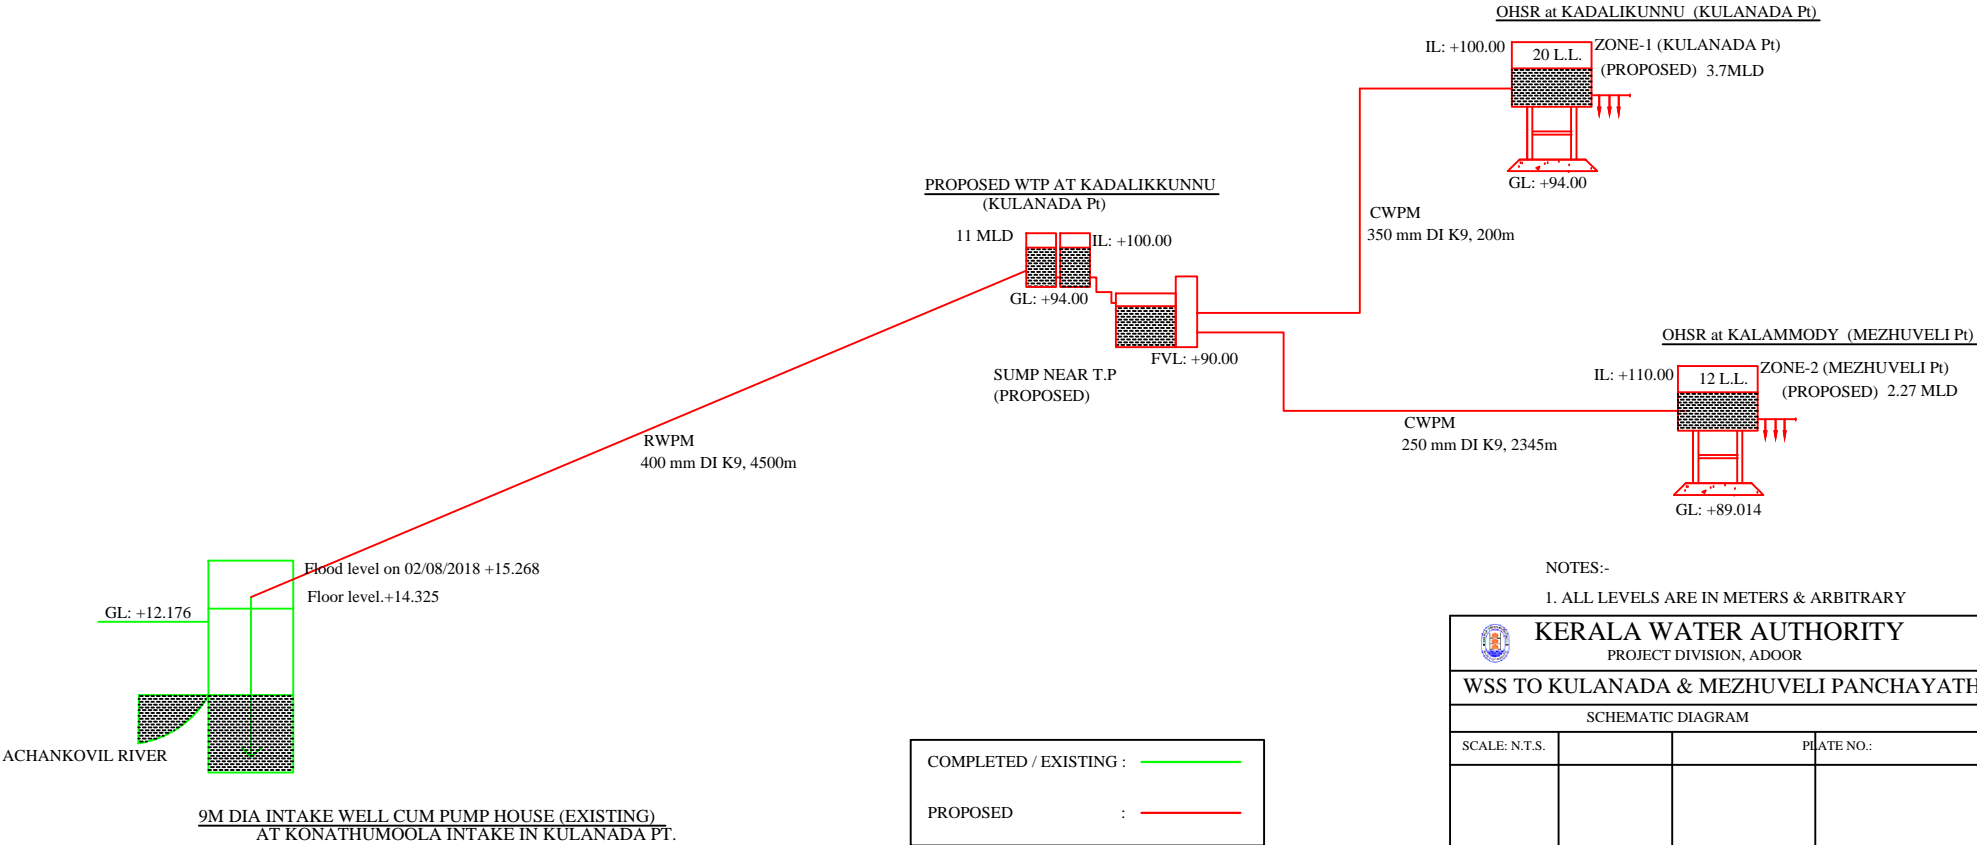 OHSR at KADALIKUNNU (KULANADA Pt)
IL: +100.00
20 L.L.
ZONE-1 (KULANADA Pt)
(PROPOSED) 3.7MLD
GL: +94.00
PROPOSED WTP AT KADALIKKUNNU
(KULANADA Pt)
11 MLD
IL: +100.00
GL: +94.00
CWPM
350 mm DI K9, 200m
FVL: +90.00
SUMP NEAR T.P
(PROPOSED)
OHSR at KALAMMODY (MEZHUVELI Pt)
IL: +110.00
12 L.L.
ZONE-2 (MEZHUVELI Pt)
(PROPOSED) 2.27 MLD
CWPM
250 mm DI K9, 2345m
GL: +89.014
RWPM
400 mm DI K9, 4500m
Flood level on 02/08/2018 +15.268
Floor level.+14.325
GL: +12.176
ACHANKOVIL RIVER
9M DIA INTAKE WELL CUM PUMP HOUSE (EXISTING)
AT KONATHUMOOLA INTAKE IN KULANADA PT.
COMPLETED / EXISTING :
PROPOSED :
NOTES:-
1. ALL LEVELS ARE IN METERS & ARBITRARY
KERALA WATER AUTHORITY
PROJECT DIVISION, ADOOR
WSS TO KULANADA & MEZHUVELI PANCHAYATH
SCHEMATIC DIAGRAM
SCALE: N.T.S.
PLATE NO.: